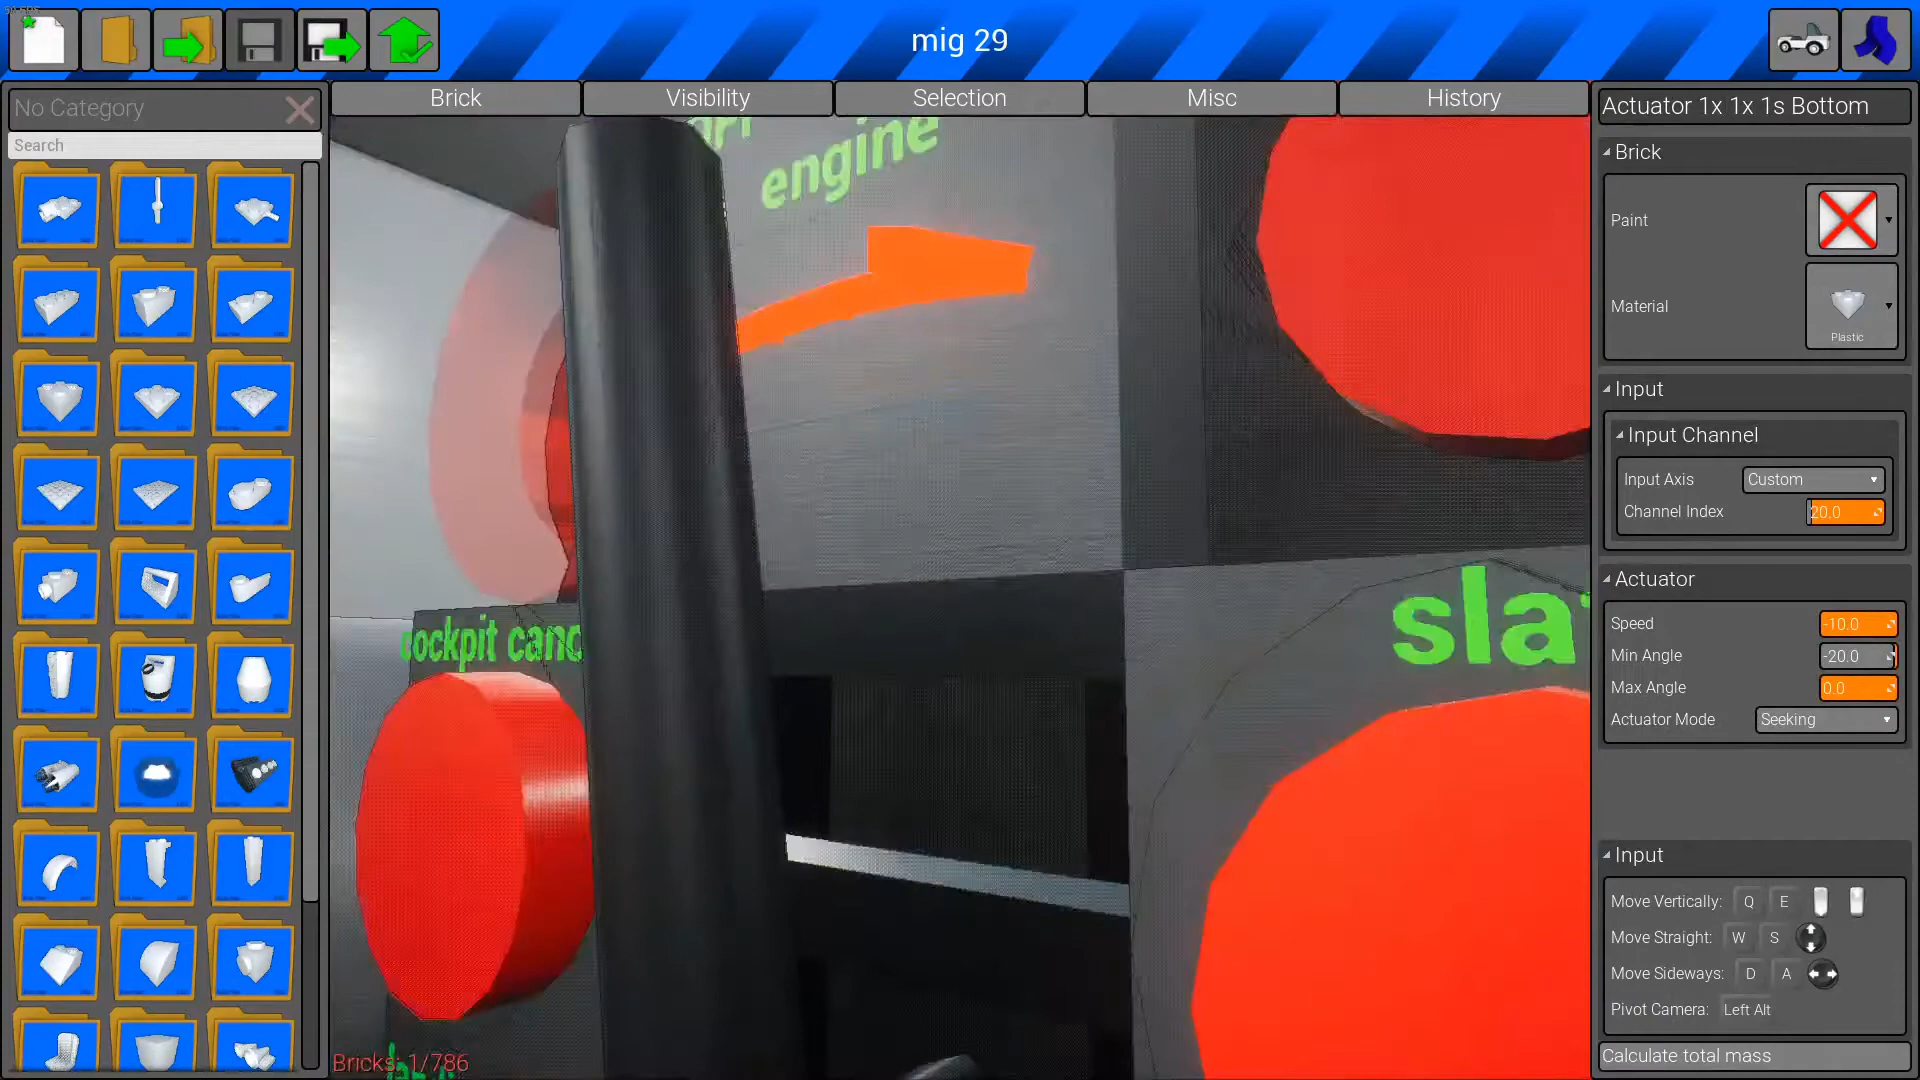 mig 29
No Category
Search
Brick
Visibility
Selection
Misc
History
engine
cockpit cano
sla
Bricks: 1/786
Actuator 1x 1x 1s Bottom
Brick
Paint
Material
Plastic
Input
Input Channel
Input Axis Custom
Channel Index 20.0
Actuator
Speed -10.0
Min Angle -20.0
Max Angle 0.0
Actuator Mode Seeking
Input
Move Vertically: Q E
Move Straight: W S
Move Sideways: D A
Pivot Camera: Left Alt
Calculate total mass